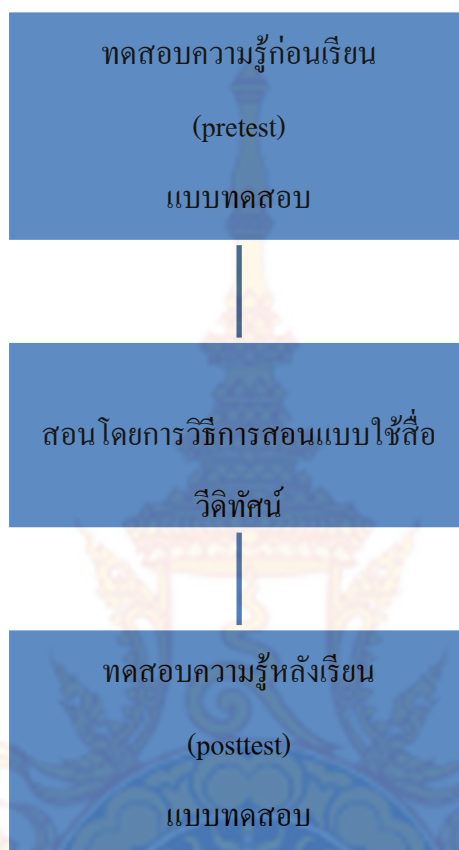 ทดสอบความรู้ก่อนเรียน
(pretest)
แบบทดสอบ
สอนโดยการวิธีการสอนแบบใช้สื่อ
วีดิทัศน์
ทดสอบความรู้หลังเรียน
(posttest)
แบบทดสอบ